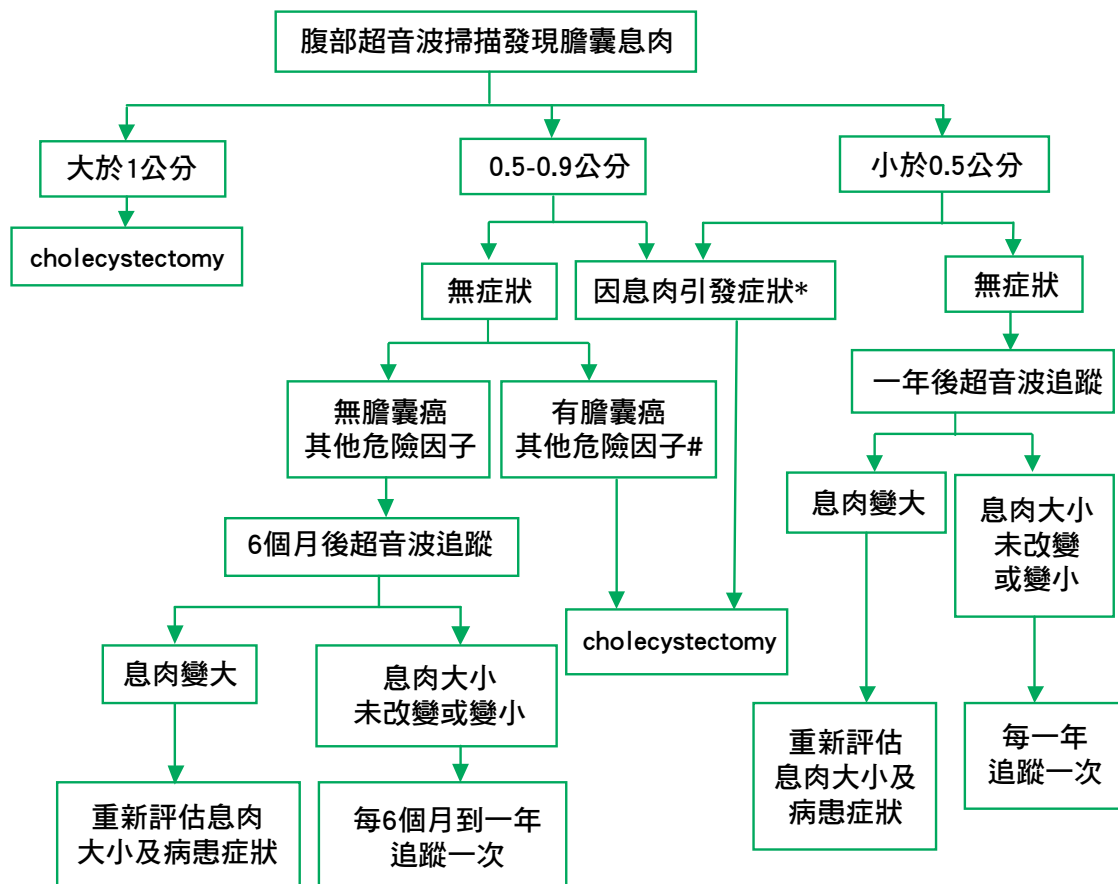 腹部超音波掃描發現膽囊息肉
大於1公分
0.5-0.9公分
小於0.5公分
cholecystectomy
無症狀
因息肉引發症狀*
無症狀
一年後超音波追蹤
無膽囊癌
其他危險因子
有膽囊癌
其他危險因子#
息肉變大
息肉大小
未改變
或變小
6個月後超音波追蹤
cholecystectomy
息肉變大
息肉大小
未改變或變小
重新評估
息肉大小及
病患症狀
每一年
追蹤一次
重新評估息肉
大小及病患症狀
每6個月到一年
追蹤一次